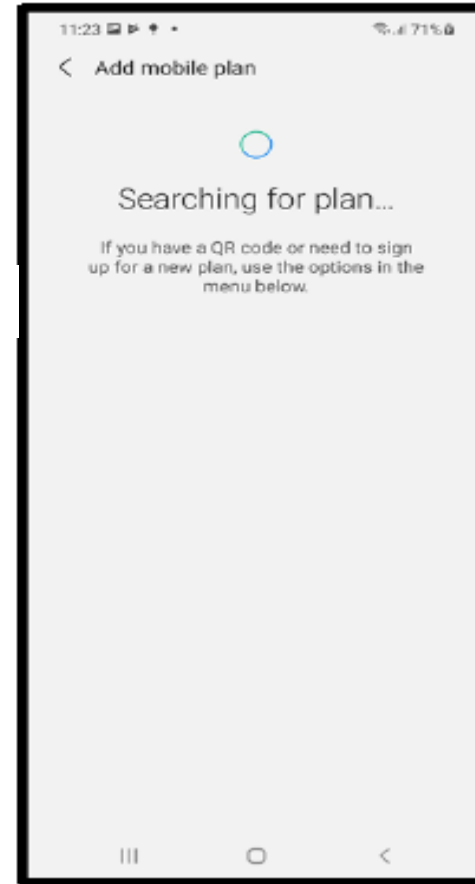 11:23 71%
Add mobile plan
Searching for plan...
If you have a QR code or need to sign
up for a new plan, use the options in the
menu below.